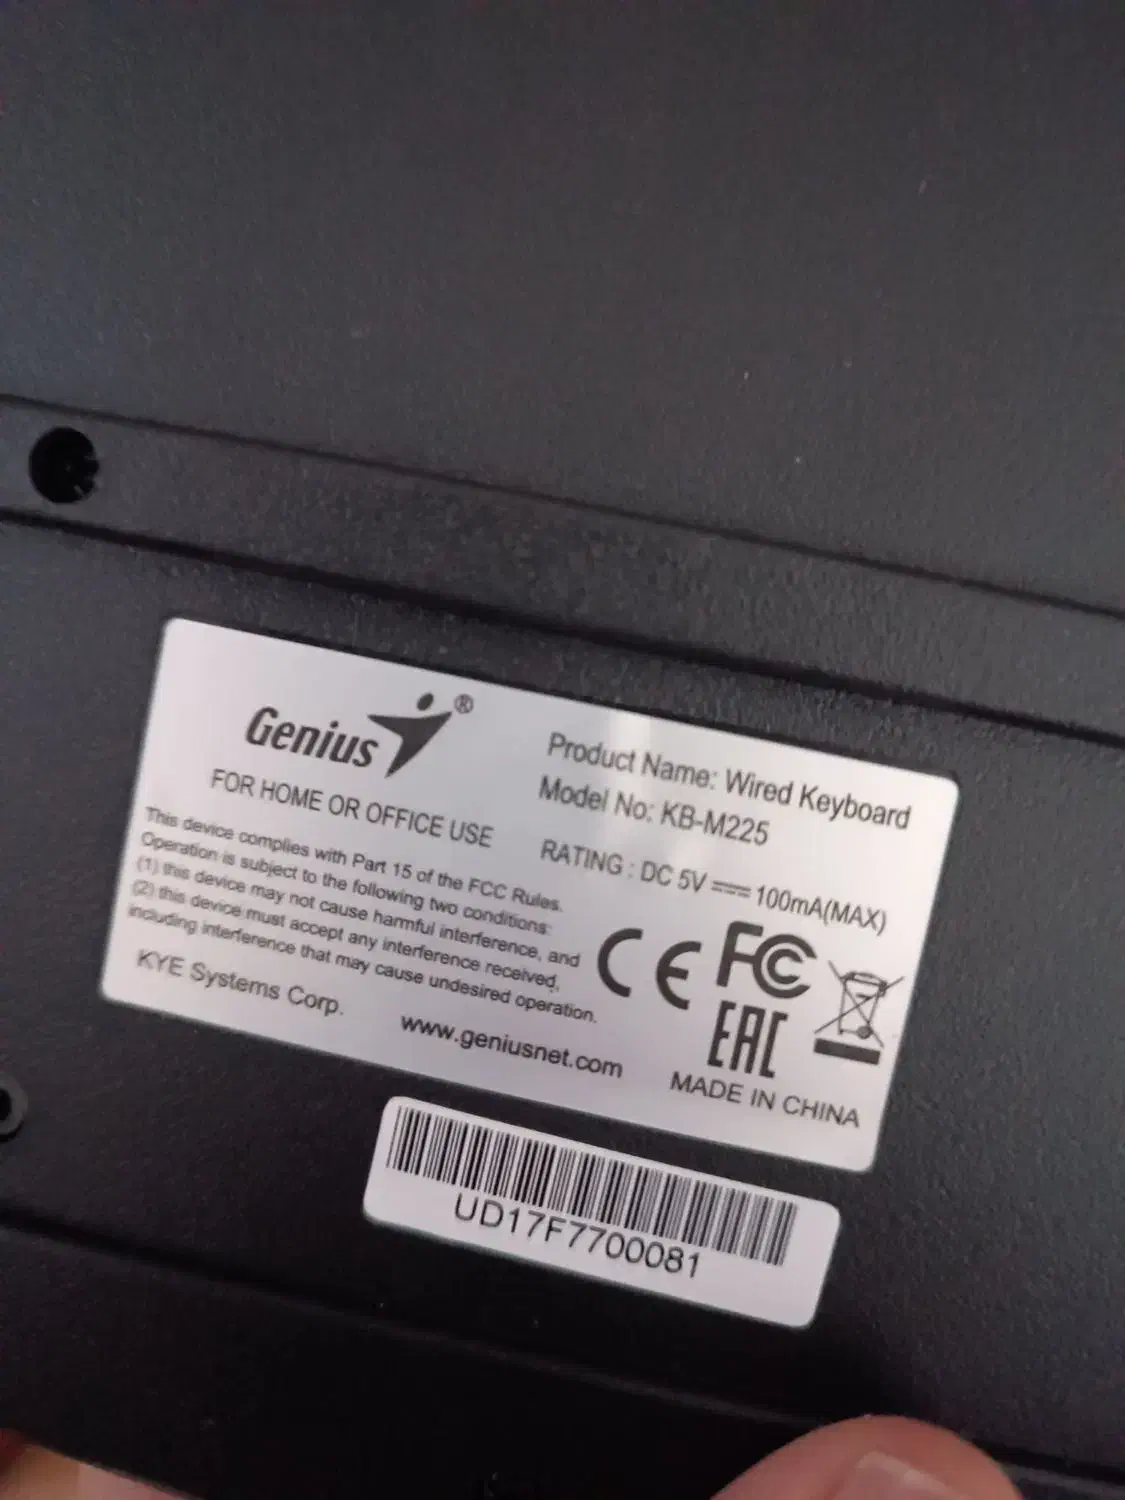 Genius®
FOR HOME OR OFFICE USE
This device complies with Part 15 of the FCC Rules.
Operation is subject to the following two conditions:
(1) this device may not cause harmful interference, and
(2) this device must accept any interference received,
including interference that may cause undesired operation.
KYE Systems Corp.
www.geniusnet.com
Product Name: Wired Keyboard
Model No: KB-M225
RATING : DC 5V ⎓ 100mA(MAX)
CE FC
EAC
MADE IN CHINA
UD17F7700081